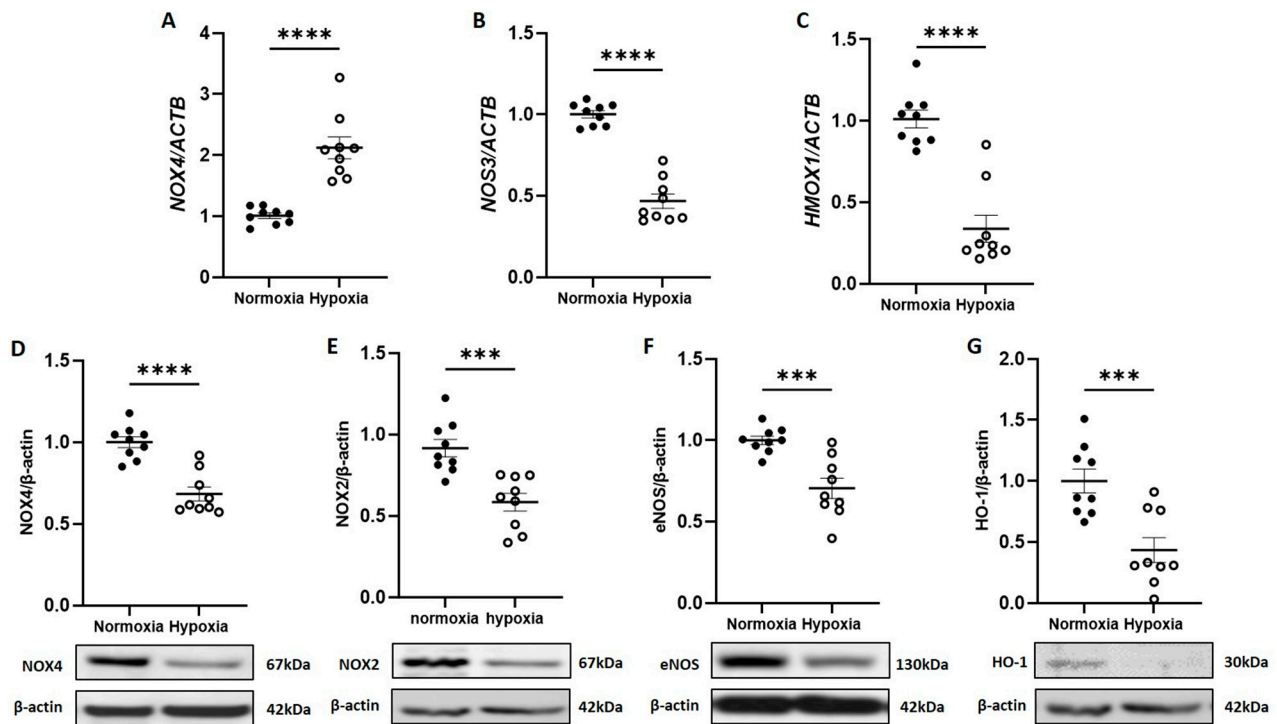 A
****
NOX4/ACTB
4
3
2
1
0
Normoxia Hypoxia
B
****
NOS3/ACTB
1.5
1.0
0.5
0.0
Normoxia Hypoxia
C
****
HMOX1/ACTB
1.5
1.0
0.5
0.0
Normoxia Hypoxia
D
****
NOX4/β-actin
1.5
1.0
0.5
0.0
Normoxia Hypoxia
NOX4 67kDa
β-actin 42kDa
E
***
NOX2/β-actin
1.5
1.0
0.5
0.0
normoxia hypoxia
NOX2 67kDa
β-actin 42kDa
F
***
eNOS/β-actin
1.5
1.0
0.5
0.0
Normoxia Hypoxia
eNOS 130kDa
β-actin 42kDa
G
***
HO-1/β-actin
2.0
1.5
1.0
0.5
0.0
Normoxia Hypoxia
HO-1 30kDa
β-actin 42kDa